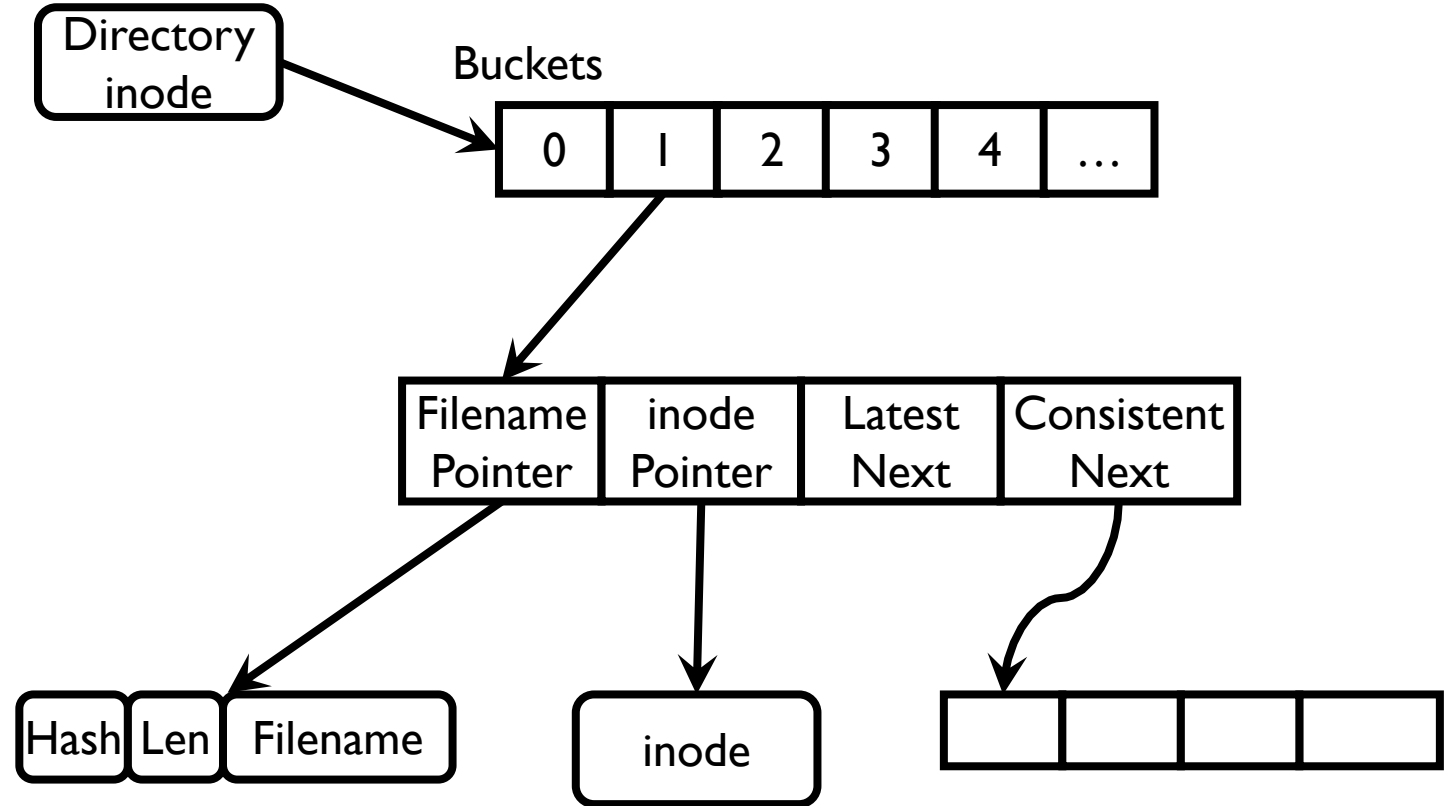 Directory
inode
Buckets
0 1 2 3 4 …
Filename
Pointer
inode
Pointer
Latest
Next
Consistent
Next
Hash Len Filename
inode